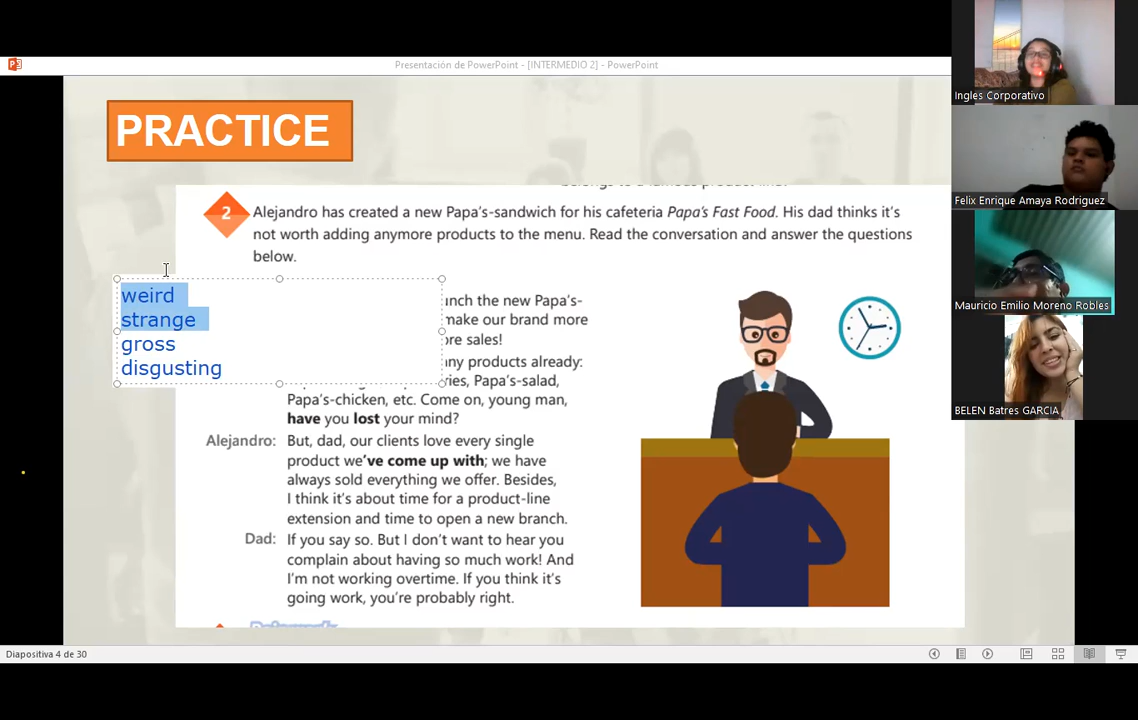 Presentación de PowerPoint - [INTERMEDIO 2] - PowerPoint
PRACTICE
2
Alejandro has created a new Papa's-sandwich for his cafeteria Papa's Fast Food. His dad thinks it's
not worth adding anymore products to the menu. Read the conversation and answer the questions
below.
weird
strange
gross
disgusting
the new Papa's-
make our brand more
sales!
products already:
Papa's-salad,
Papa's-chicken, etc. Come on, young man,
have you lost your mind?
Alejandro: But, dad, our clients love every single
product we've come up with; we have
always sold everything we offer. Besides,
I think it's about time for a product-line
extension and time to open a new branch.
Dad: If you say so. But I don't want to hear you
complain about having so much work! And
I'm not working overtime. If you think it's
going work, you're probably right.
Diapositiva 4 de 30
Ingles Corporativo
Felix Enrique Amaya Rodriguez
Mauricio Emilio Moreno Robles
BELEN Batres GARCIA